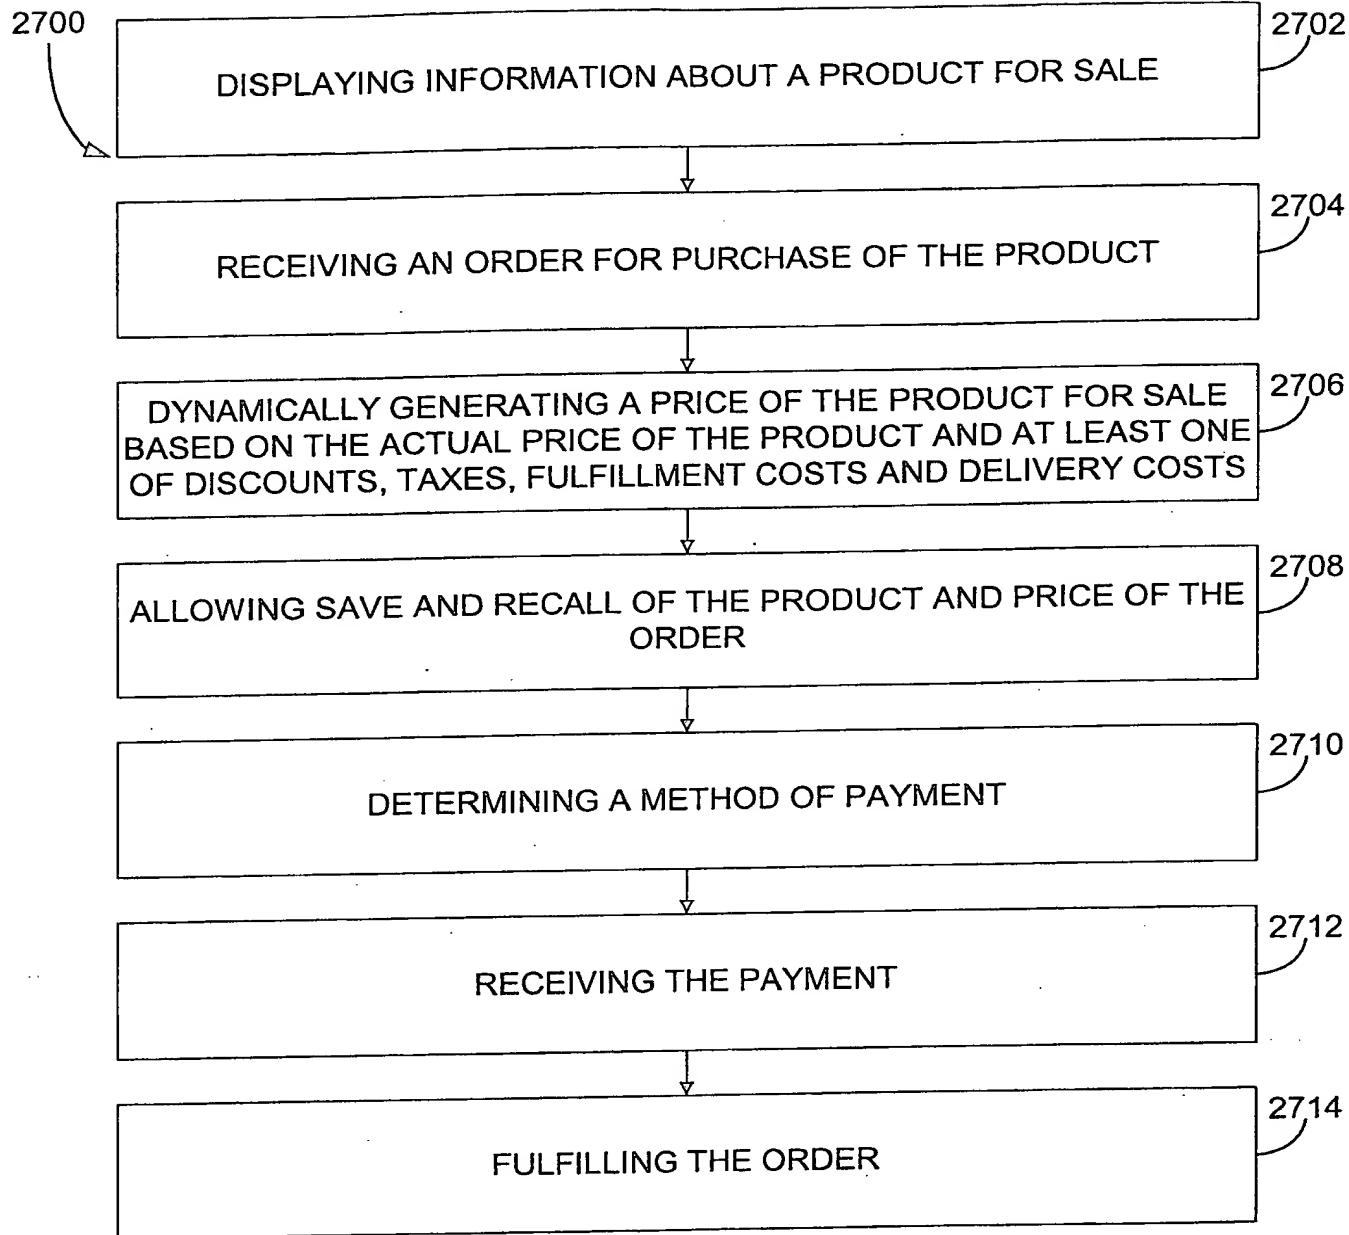 2700
2702
DISPLAYING INFORMATION ABOUT A PRODUCT FOR SALE
2704
RECEIVING AN ORDER FOR PURCHASE OF THE PRODUCT
2706
DYNAMICALLY GENERATING A PRICE OF THE PRODUCT FOR SALE
BASED ON THE ACTUAL PRICE OF THE PRODUCT AND AT LEAST ONE
OF DISCOUNTS, TAXES, FULFILLMENT COSTS AND DELIVERY COSTS
2708
ALLOWING SAVE AND RECALL OF THE PRODUCT AND PRICE OF THE
ORDER
2710
DETERMINING A METHOD OF PAYMENT
2712
RECEIVING THE PAYMENT
2714
FULFILLING THE ORDER